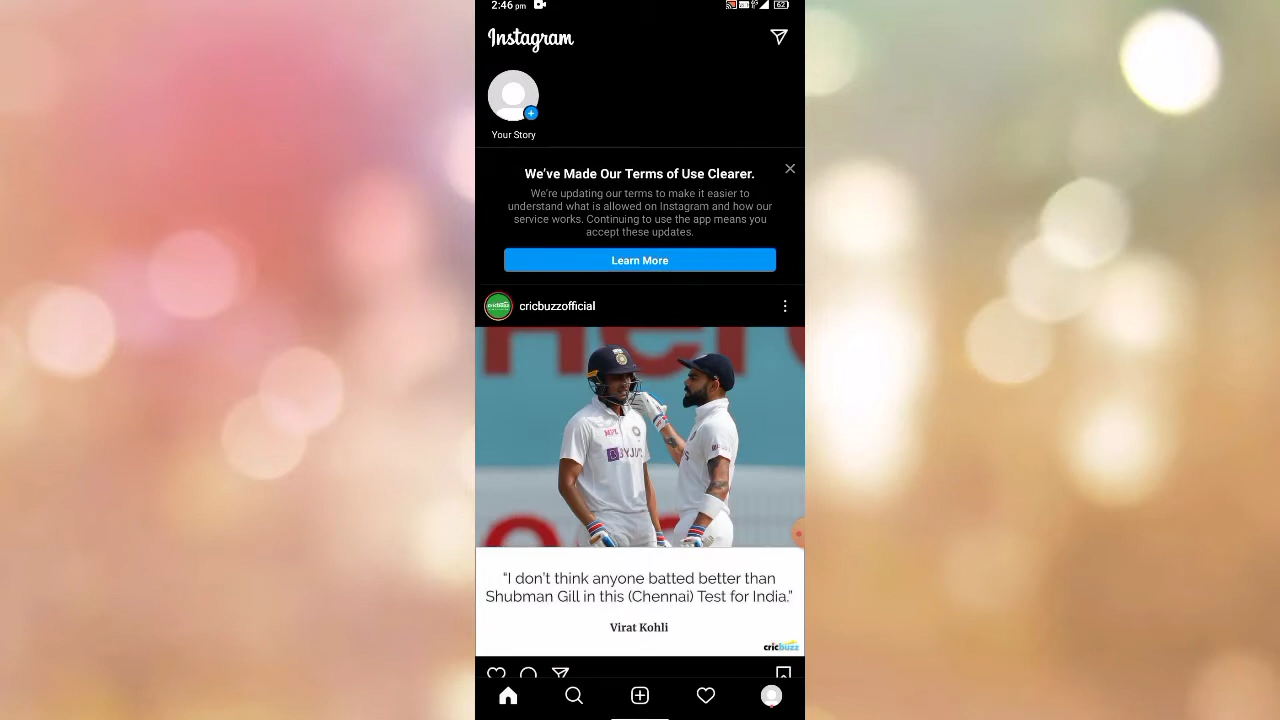 2:46 pm
62
Instagram
Your Story
We've Made Our Terms of Use Clearer.
We're updating our terms to make it easier to
understand what is allowed on Instagram and how our
service works. Continuing to use the app means you
accept these updates.
Learn More
cricbuzzofficial
MPL
BYJU'S
“I don't think anyone batted better than
Shubman Gill in this (Chennai) Test for India.”
Virat Kohli
cricbuzz